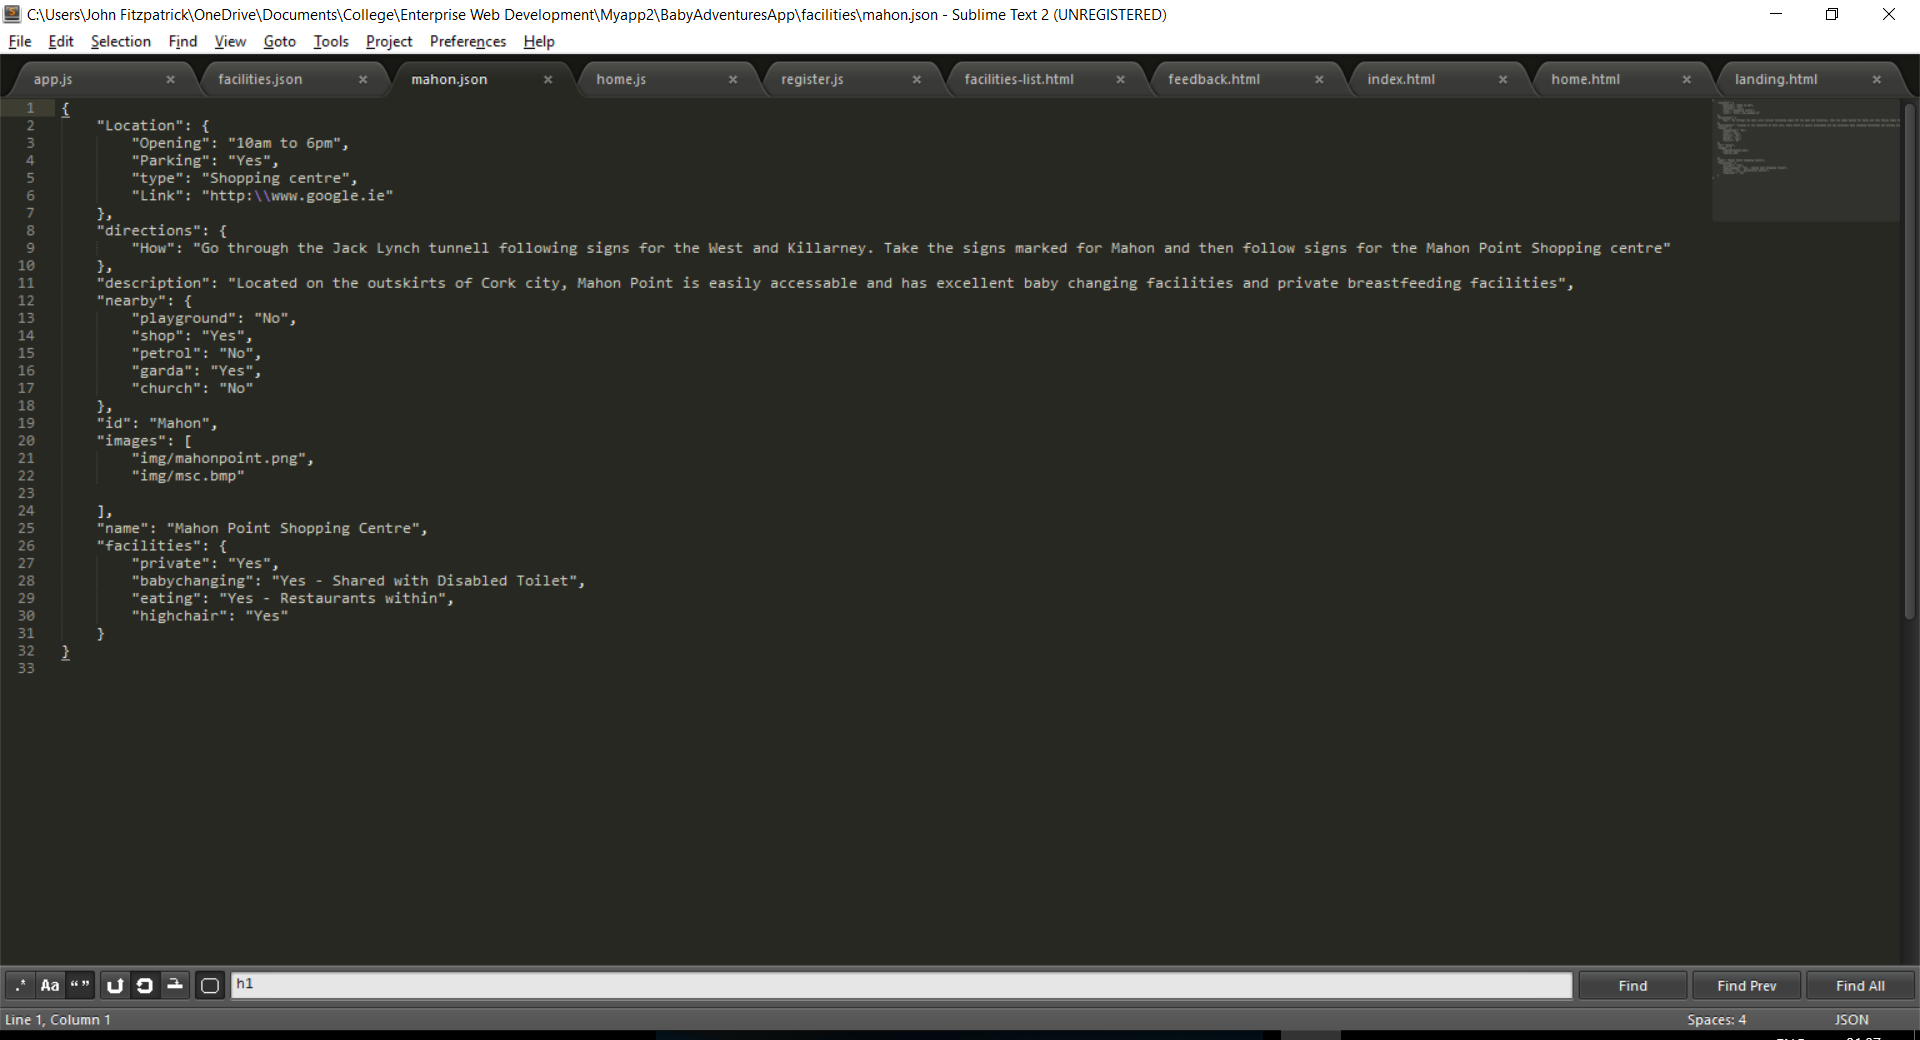 C:\Users\John Fitzpatrick\OneDrive\Documents\College\Enterprise Web Development\Myapp2\BabyAdventuresApp\facilities\mahon.json - Sublime Text 2 (UNREGISTERED)
File Edit Selection Find View Goto Tools Project Preferences Help
app.js × facilities.json × mahon.json × home.js × register.js × facilities-list.html × feedback.html × index.html × home.html × landing.html ×
1 {
2 "Location": {
3 "Opening": "10am to 6pm",
4 "Parking": "Yes",
5 "type": "Shopping centre",
6 "Link": "http:\\www.google.ie"
7 },
8 "directions": {
9 "How": "Go through the Jack Lynch tunnell following signs for the West and Killarney. Take the signs marked for Mahon and then follow signs for the Mahon Point Shopping centre"
10 },
11 "description": "Located on the outskirts of Cork city, Mahon Point is easily accessable and has excellent baby changing facilities and private breastfeeding facilities",
12 "nearby": {
13 "playground": "No",
14 "shop": "Yes",
15 "petrol": "No",
16 "garda": "Yes",
17 "church": "No"
18 },
19 "id": "Mahon",
20 "images": [
21 "img/mahonpoint.png",
22 "img/msc.bmp"
23
24 ],
25 "name": "Mahon Point Shopping Centre",
26 "facilities": {
27 "private": "Yes",
28 "babychanging": "Yes - Shared with Disabled Toilet",
29 "eating": "Yes - Restaurants within",
30 "highchair": "Yes"
31 }
32 }
33
.* Aa “” h1 Find Find Prev Find All
Line 1, Column 1 Spaces: 4 JSON